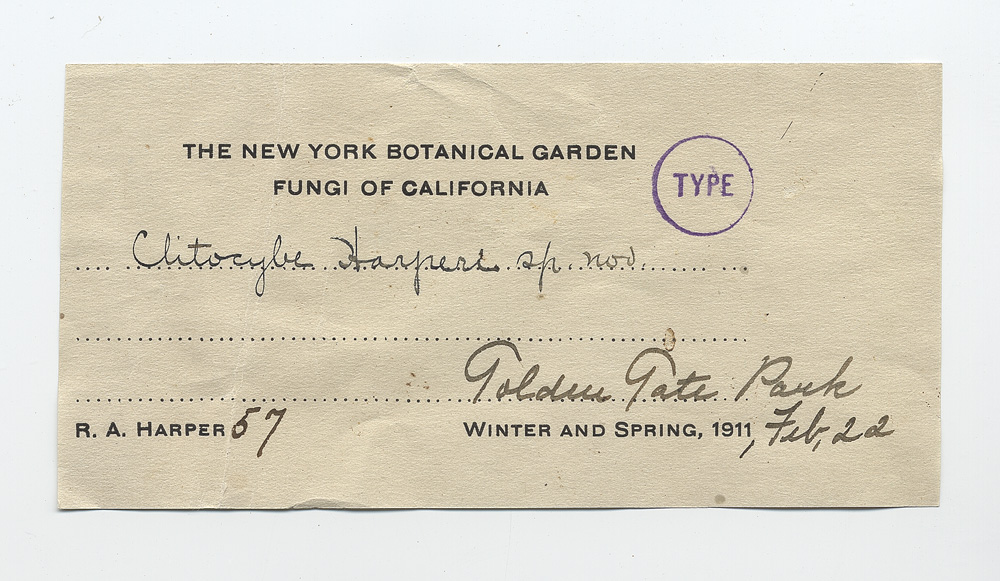 THE NEW YORK BOTANICAL GARDEN
FUNGI OF CALIFORNIA
TYPE
Clitocybe Harperi sp. nov.
Golden Gate Park
R. A. HARPER 57
WINTER AND SPRING, 1911, Feb, 22